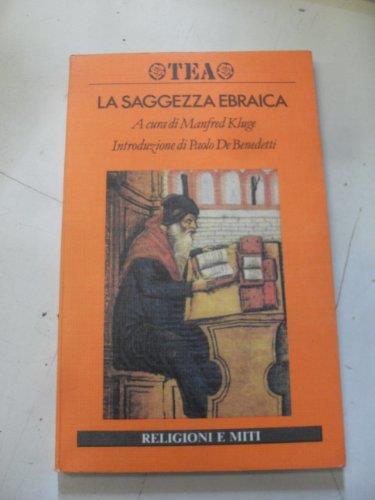 TEA
LA SAGGEZZA EBRAICA
A cura di Manfred Kluge
Introduzione di Paolo De Benedetti
RELIGIONI E MITI